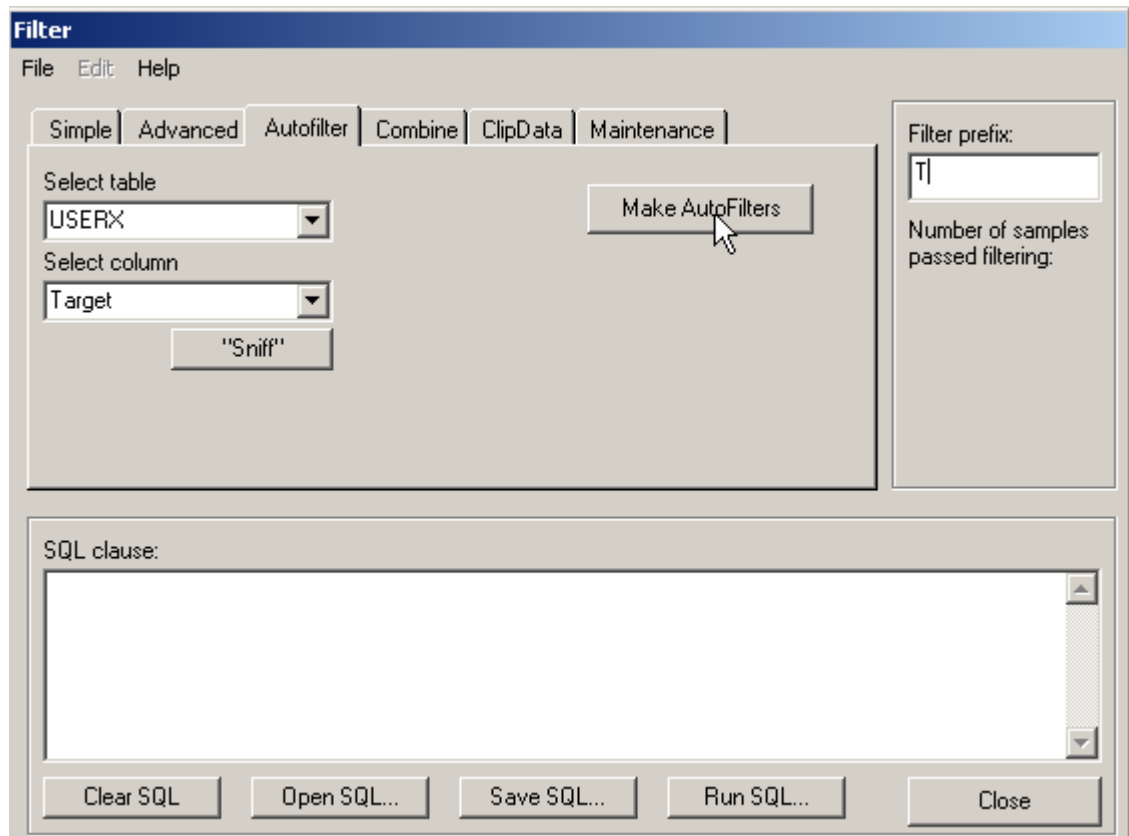 Filter
File Edit Help
Simple Advanced Autofilter Combine ClipData Maintenance
Select table
USERX
Select column
Target
"Sniff"
Make AutoFilters
Filter prefix:
T
Number of samples
passed filtering:
SQL clause:
Clear SQL Open SQL... Save SQL... Run SQL... Close